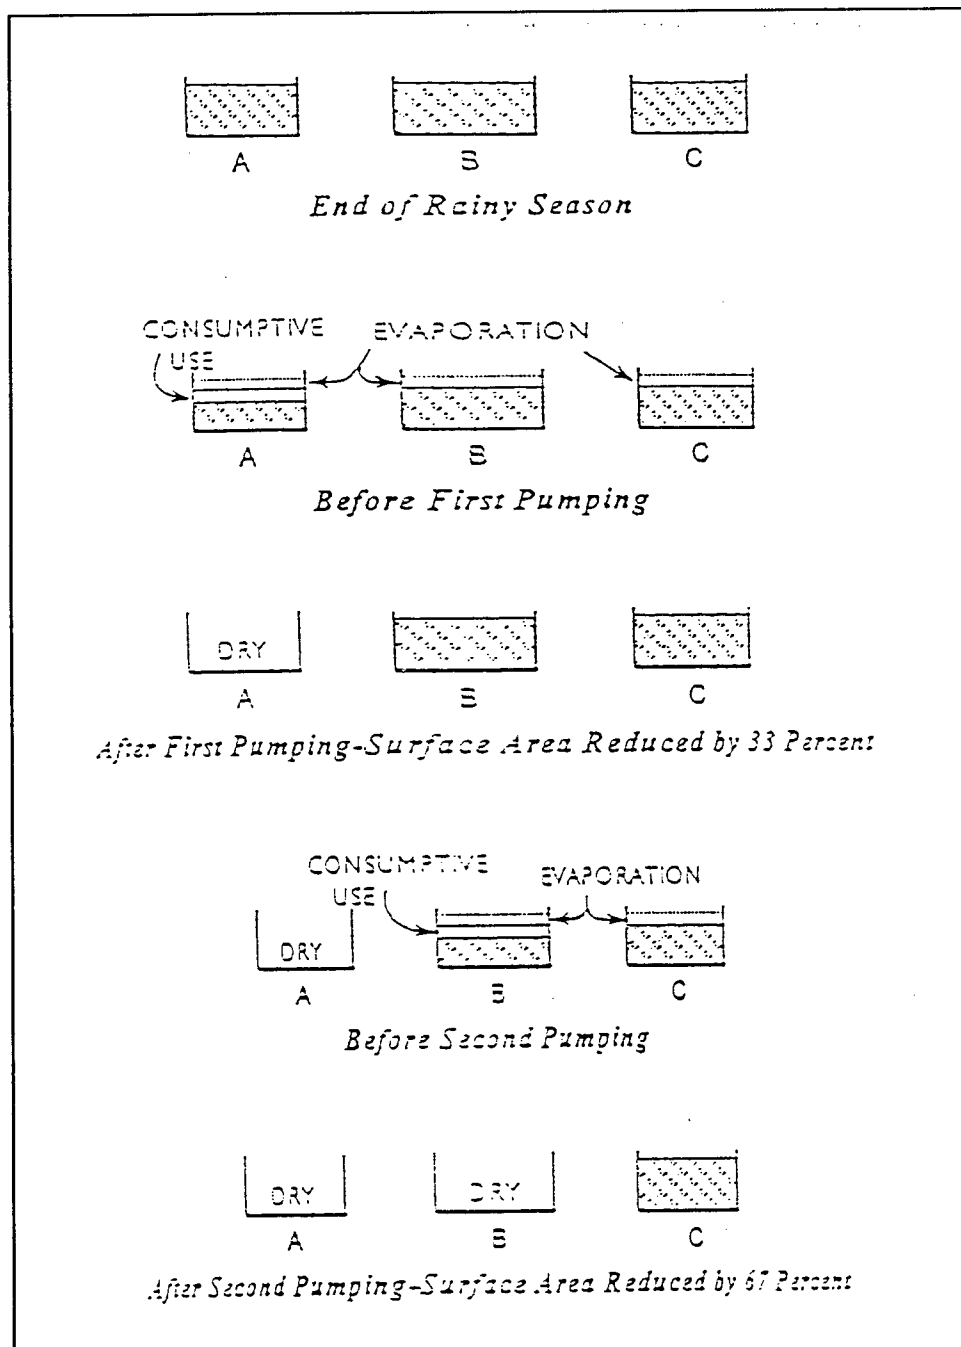 A B C
End of Rainy Season
CONSUMPTIVE USE EVAPORATION
A B C
Before First Pumping
DRY
A B C
After First Pumping-Surface Area Reduced by 33 Percent
CONSUMPTIVE USE EVAPORATION
DRY
A B C
Before Second Pumping
DRY DRY
A B C
After Second Pumping-Surface Area Reduced by 67 Percent